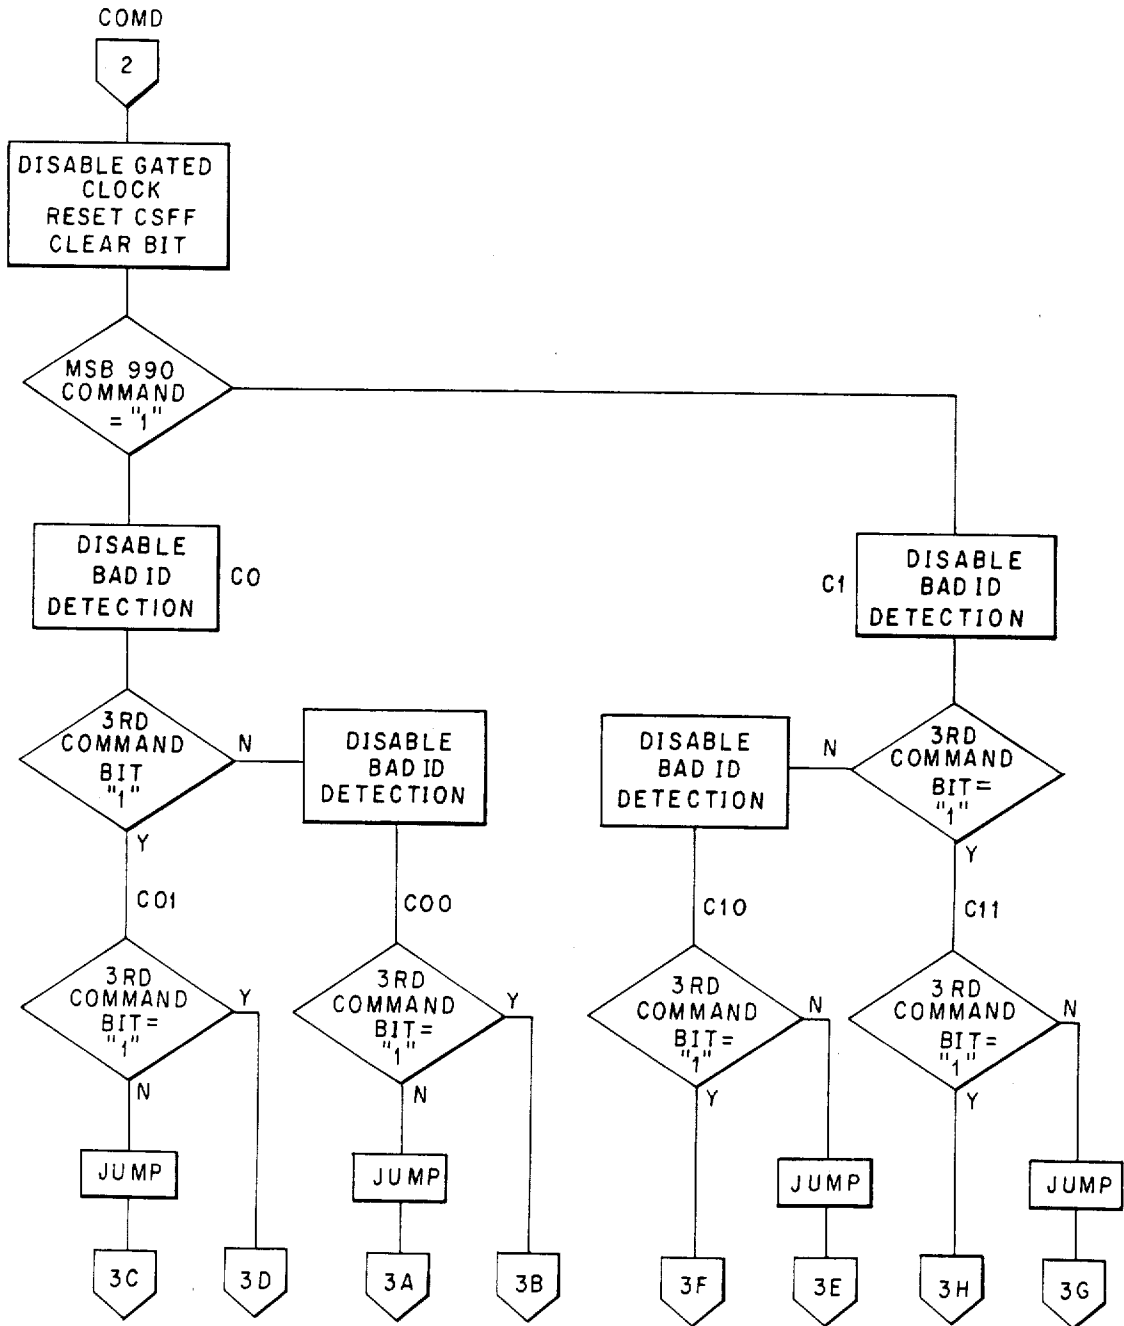 COMD
2
DISABLE GATED
CLOCK
RESET CSFF
CLEAR BIT
MSB 990
COMMAND
= "1"
DISABLE
BAD ID
DETECTION
C0
C1
DISABLE
BAD ID
DETECTION
3RD
COMMAND
BIT
"1"
N
Y
DISABLE
BAD ID
DETECTION
DISABLE
BAD ID
DETECTION
N
3RD
COMMAND
BIT=
"1"
Y
C01
C00
C10
C11
3RD
COMMAND
BIT=
"1"
Y
N
3RD
COMMAND
BIT=
"1"
Y
N
3RD
COMMAND
BIT=
"1"
N
Y
3RD
COMMAND
BIT=
"1"
N
Y
JUMP
JUMP
JUMP
JUMP
3C
3D
3A
3B
3F
3E
3H
3G